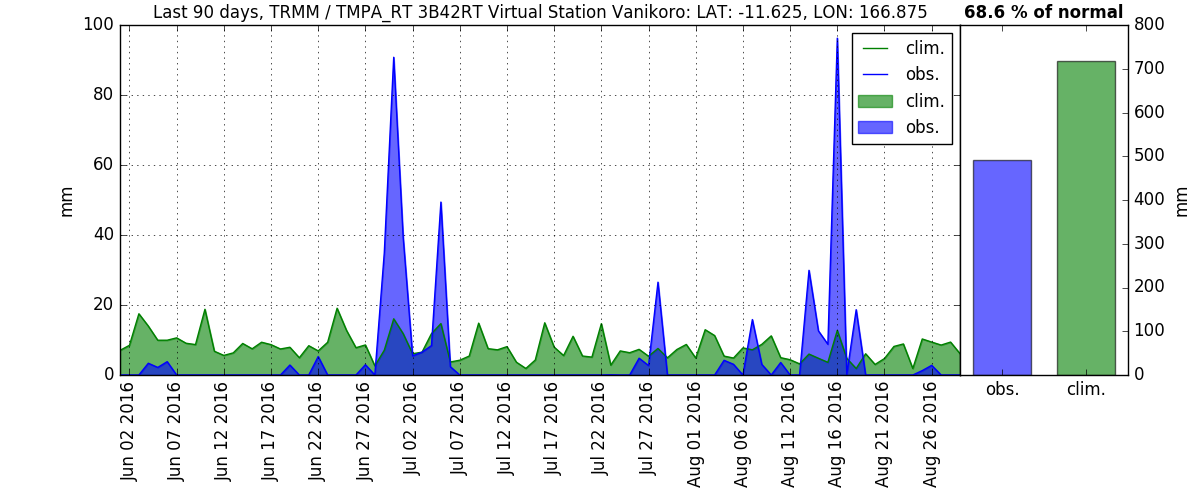 Last 90 days, TRMM / TMPA_RT 3B42RT Virtual Station Vanikoro: LAT: -11.625, LON: 166.875
68.6 % of normal
100
80
60
40
20
0
mm
clim.
obs.
clim.
obs.
800
700
600
500
400
300
200
100
0
mm
obs.
clim.
Jun 02 2016
Jun 07 2016
Jun 12 2016
Jun 17 2016
Jun 22 2016
Jun 27 2016
Jul 02 2016
Jul 07 2016
Jul 12 2016
Jul 17 2016
Jul 22 2016
Jul 27 2016
Aug 01 2016
Aug 06 2016
Aug 11 2016
Aug 16 2016
Aug 21 2016
Aug 26 2016